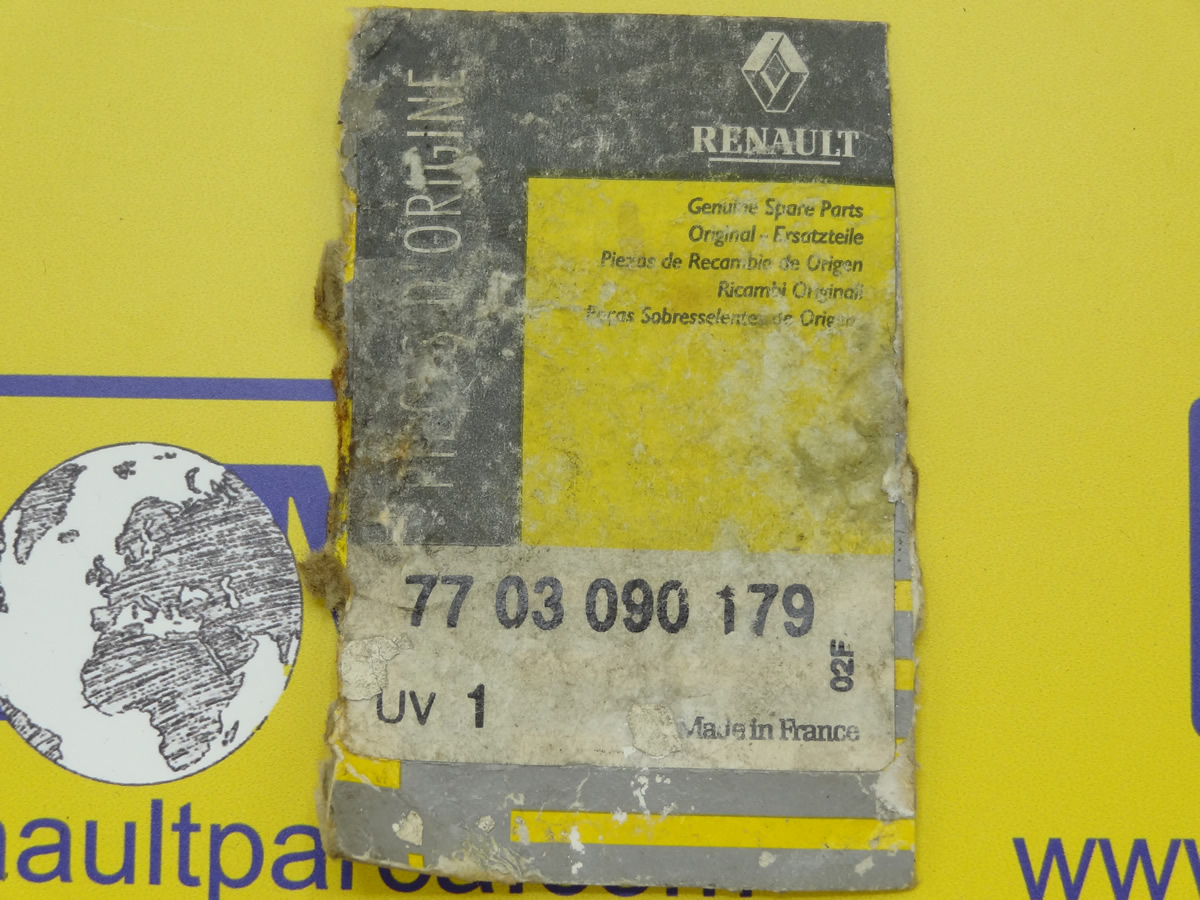 RENAULT
PIECES D'ORIGINE
Genuine Spare Parts
Original - Ersatzteile
Piezas de Recambio de Origen
Ricambi Originali
Peças Sobresselentes de Origem
77 03 090 179
02F
UV 1
Made in France
www